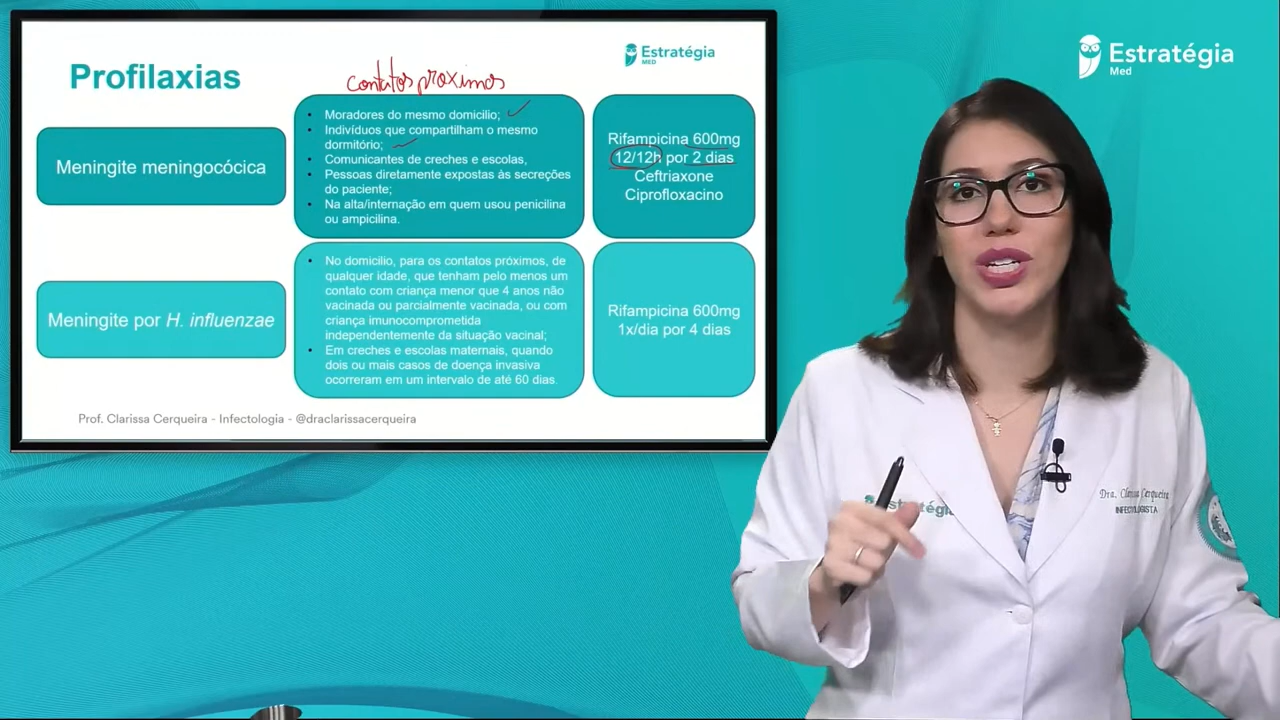 Profilaxias
Estratégia
MED
contatos proximos
Meningite meningocócica
• Moradores do mesmo domicilio;
• Indivíduos que compartilham o mesmo
dormitório;
• Comunicantes de creches e escolas,
• Pessoas diretamente expostas às secreções
do paciente;
• Na alta/internação em quem usou penicilina
ou ampicilina.
Rifampicina 600mg
12/12h por 2 dias
Ceftriaxone
Ciprofloxacino
Meningite por H. influenzae
• No domicilio, para os contatos próximos, de
qualquer idade, que tenham pelo menos um
contato com criança menor que 4 anos não
vacinada ou parcialmente vacinada, ou com
criança imunocomprometida
independentemente da situação vacinal;
• Em creches e escolas maternais, quando
dois ou mais casos de doença invasiva
ocorreram em um intervalo de até 60 dias.
Rifampicina 600mg
1x/dia por 4 dias
Prof. Clarissa Cerqueira - Infectologia - @draclarissacerqueira
Estratégia
Med
Estratégia
Dra. Clarissa Cerqueira
INFECTOLOGISTA